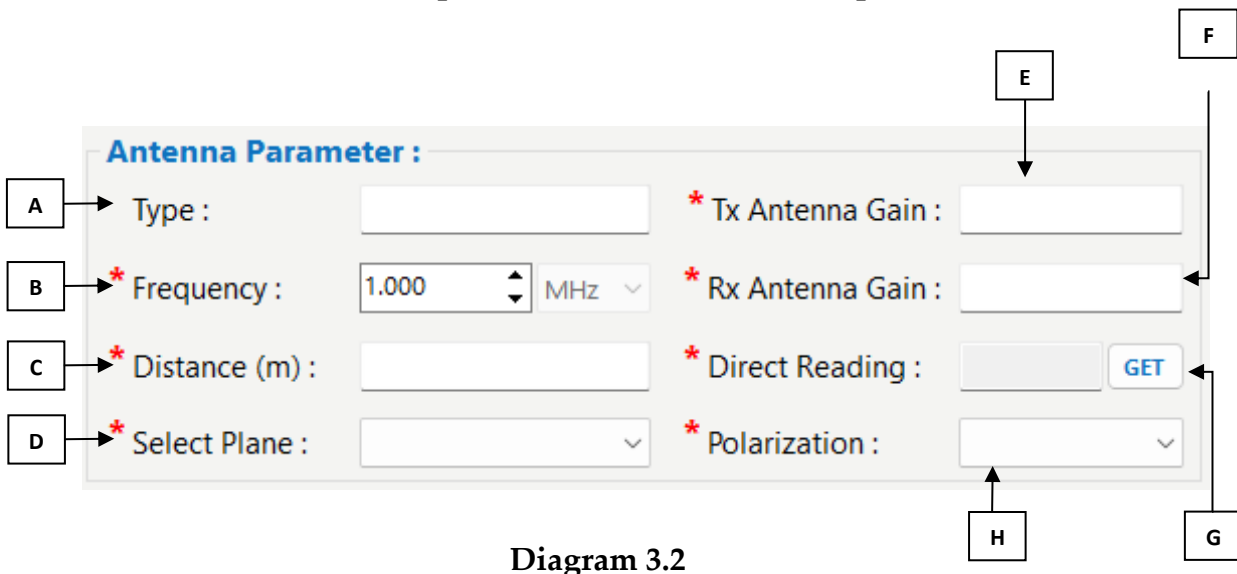 F
E
Antenna Parameter :
A Type : * Tx Antenna Gain :
B * Frequency : 1.000 MHz * Rx Antenna Gain :
C * Distance (m) : * Direct Reading : GET
D * Select Plane : * Polarization :
H G
Diagram 3.2